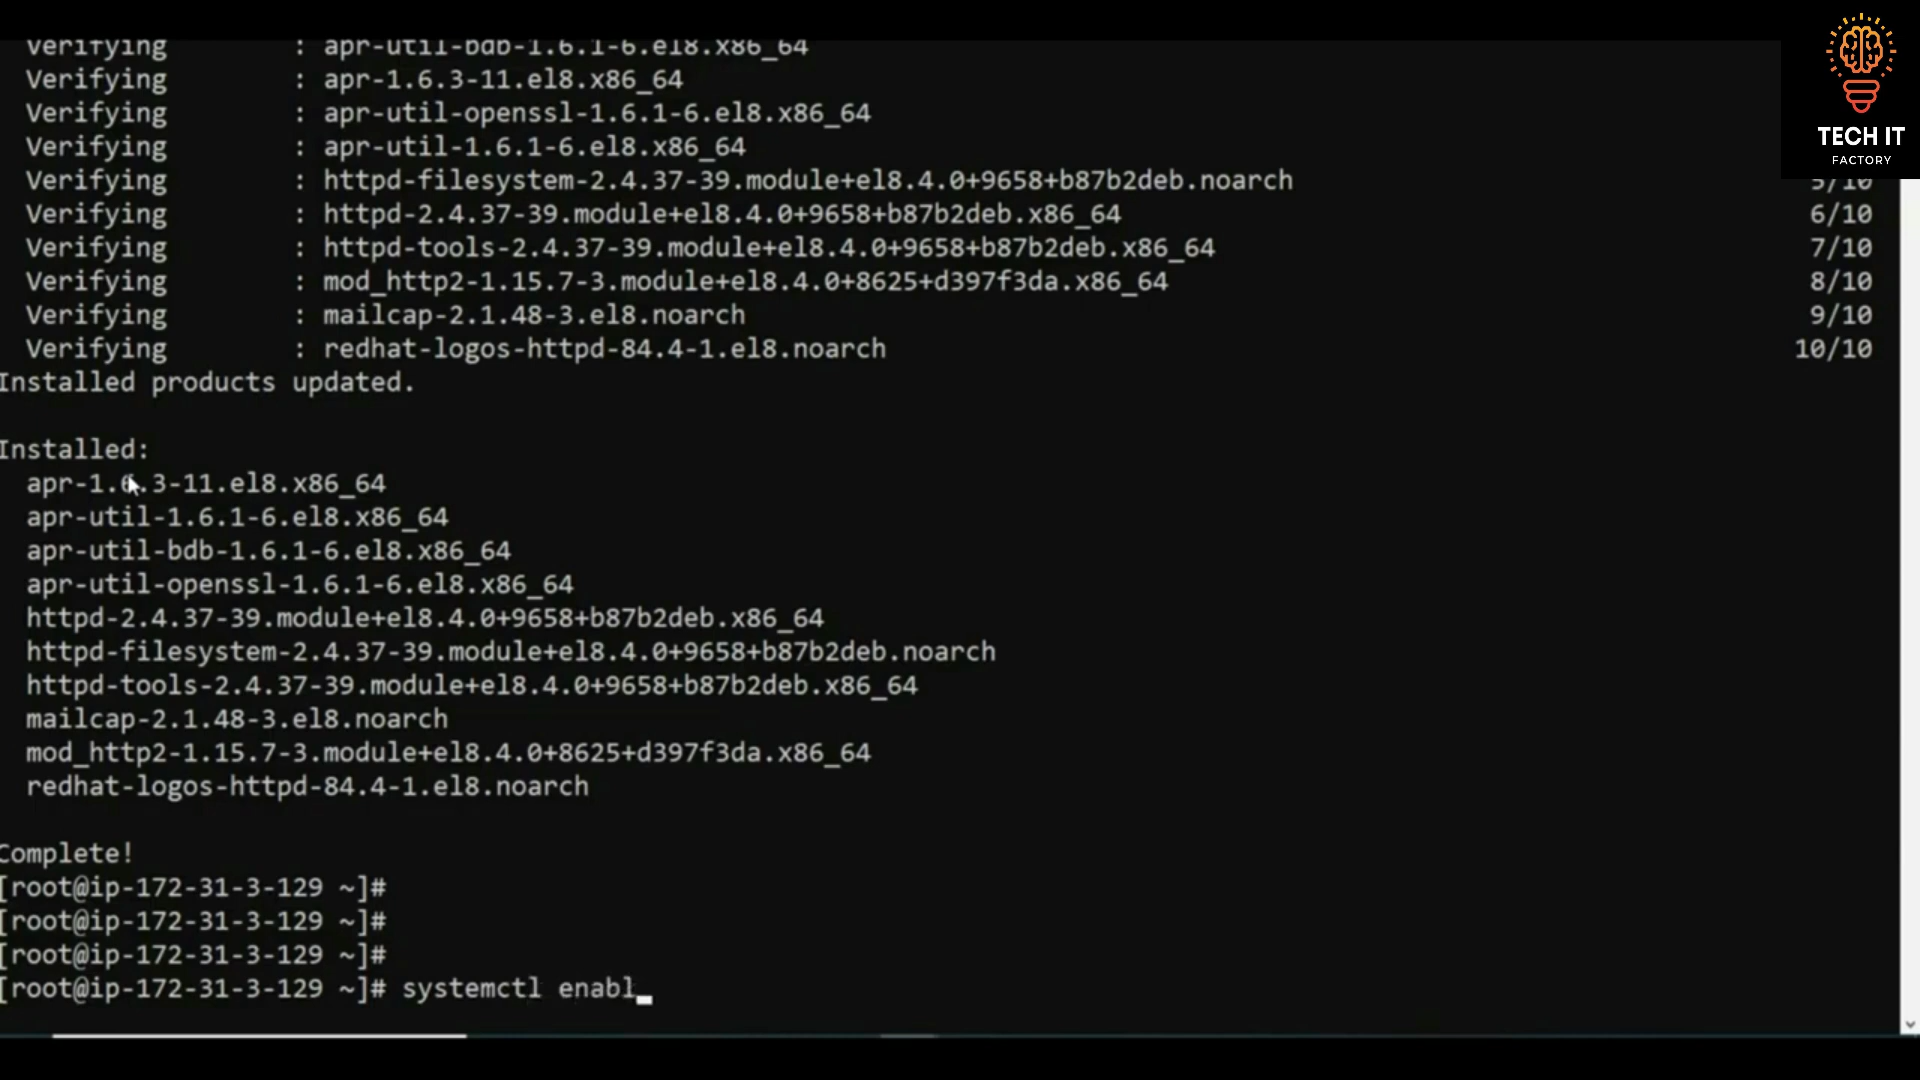 Verifying : apr-util-bdb-1.6.1-6.el8.x86_64
Verifying : apr-1.6.3-11.el8.x86_64
Verifying : apr-util-openssl-1.6.1-6.el8.x86_64
Verifying : apr-util-1.6.1-6.el8.x86_64
Verifying : httpd-filesystem-2.4.37-39.module+el8.4.0+9658+b87b2deb.noarch 5/10
Verifying : httpd-2.4.37-39.module+el8.4.0+9658+b87b2deb.x86_64 6/10
Verifying : httpd-tools-2.4.37-39.module+el8.4.0+9658+b87b2deb.x86_64 7/10
Verifying : mod_http2-1.15.7-3.module+el8.4.0+8625+d397f3da.x86_64 8/10
Verifying : mailcap-2.1.48-3.el8.noarch 9/10
Verifying : redhat-logos-httpd-84.4-1.el8.noarch 10/10
Installed products updated.
Installed:
apr-1.6.3-11.el8.x86_64
apr-util-1.6.1-6.el8.x86_64
apr-util-bdb-1.6.1-6.el8.x86_64
apr-util-openssl-1.6.1-6.el8.x86_64
httpd-2.4.37-39.module+el8.4.0+9658+b87b2deb.x86_64
httpd-filesystem-2.4.37-39.module+el8.4.0+9658+b87b2deb.noarch
httpd-tools-2.4.37-39.module+el8.4.0+9658+b87b2deb.x86_64
mailcap-2.1.48-3.el8.noarch
mod_http2-1.15.7-3.module+el8.4.0+8625+d397f3da.x86_64
redhat-logos-httpd-84.4-1.el8.noarch
Complete!
[root@ip-172-31-3-129 ~]#
[root@ip-172-31-3-129 ~]#
[root@ip-172-31-3-129 ~]#
[root@ip-172-31-3-129 ~]# systemctl enabl
TECH IT
FACTORY